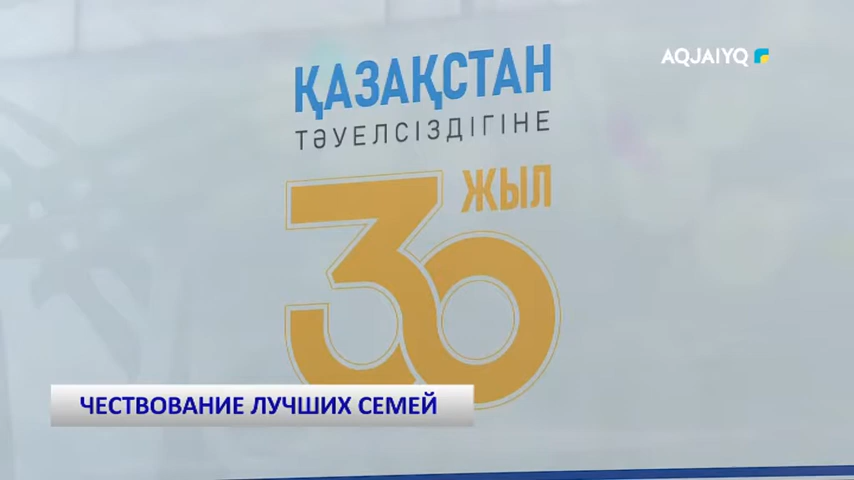 AQJAIYQ
ҚАЗАҚСТАН
ТӘУЕЛСІЗДІГІНЕ
30 ЖЫЛ
ЧЕСТВОВАНИЕ ЛУЧШИХ СЕМЕЙ